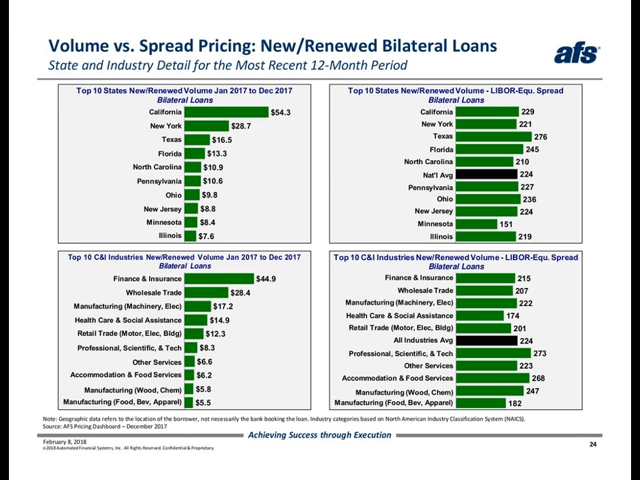 Volume vs. Spread Pricing: New/Renewed Bilateral Loans
State and Industry Detail for the Most Recent 12-Month Period
afs
Top 10 States New/Renewed Volume Jan 2017 to Dec 2017
Bilateral Loans
California $54.3
New York $28.7
Texas $16.5
Florida $13.3
North Carolina $10.9
Pennsylvania $10.6
Ohio $9.8
New Jersey $8.8
Minnesota $8.4
Illinois $7.6
Top 10 States New/Renewed Volume - LIBOR-Equ. Spread
Bilateral Loans
California 229
New York 221
Texas 276
Florida 245
North Carolina 210
Nat'l Avg 224
Pennsylvania 227
Ohio 236
New Jersey 224
Minnesota 151
Illinois 219
Top 10 C&I Industries New/Renewed Volume Jan 2017 to Dec 2017
Bilateral Loans
Finance & Insurance $44.9
Wholesale Trade $28.4
Manufacturing (Machinery, Elec) $17.2
Health Care & Social Assistance $14.9
Retail Trade (Motor, Elec, Bldg) $12.3
Professional, Scientific, & Tech $8.3
Other Services $6.6
Accommodation & Food Services $6.2
Manufacturing (Wood, Chem) $5.8
Manufacturing (Food, Bev, Apparel) $5.5
Top 10 C&I Industries New/Renewed Volume - LIBOR-Equ. Spread
Bilateral Loans
Finance & Insurance 215
Wholesale Trade 207
Manufacturing (Machinery, Elec) 222
Health Care & Social Assistance 174
Retail Trade (Motor, Elec, Bldg) 201
All Industries Avg 224
Professional, Scientific, & Tech 273
Other Services 223
Accommodation & Food Services 268
Manufacturing (Wood, Chem) 247
Manufacturing (Food, Bev, Apparel) 182
Note: Geographic data refers to the location of the borrower, not necessarily the bank booking the loan. Industry categories based on North American Industry Classification System (NAICS).
Source: AFS Pricing Dashboard – December 2017
Achieving Success through Execution
February 8, 2018
©2018 Automated Financial Systems, Inc. All Rights Reserved. Confidential & Proprietary.
24